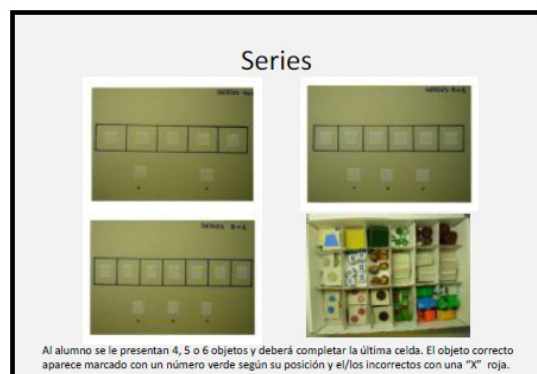 Series
Al alumno se le presentan 4, 5 o 6 objetos y deberá completar la última celda. El objeto correcto
aparece marcado con un número verde según su posición y el/los incorrectos con una "X" roja.